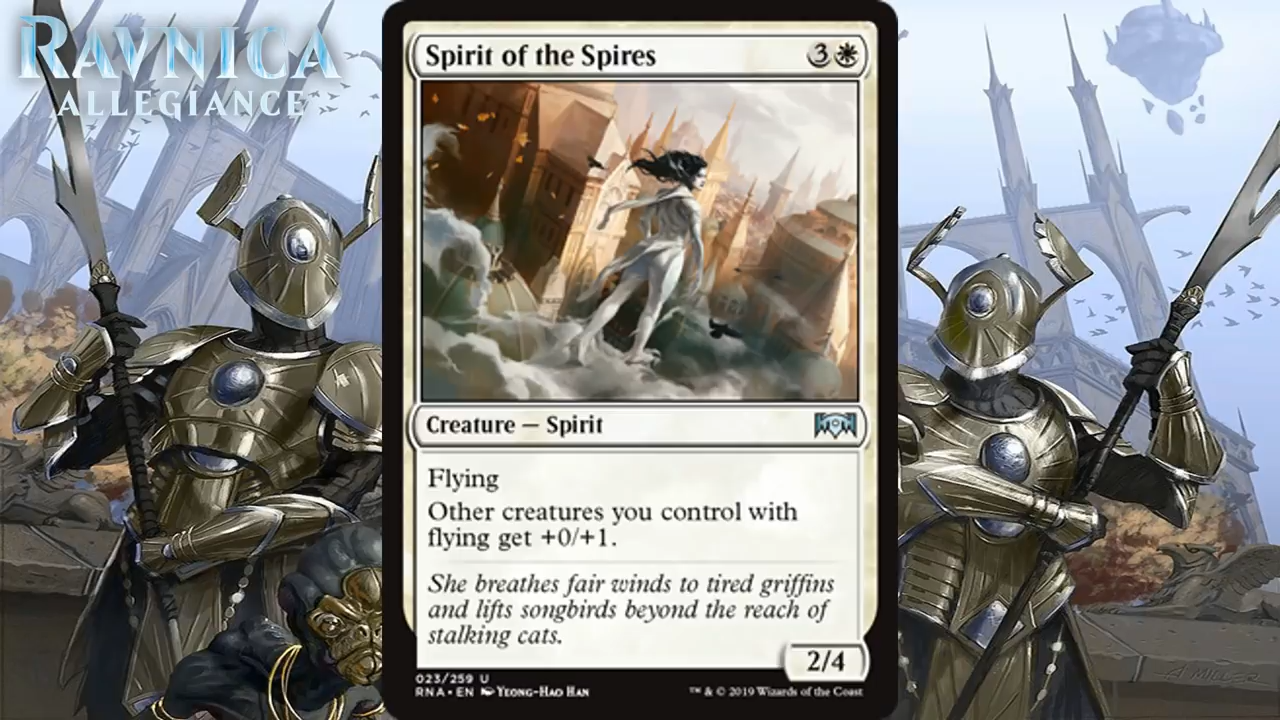 RAVNICA
ALLEGIANCE
Spirit of the Spires 3
Creature — Spirit
Flying
Other creatures you control with
flying get +0/+1.
She breathes fair winds to tired griffins
and lifts songbirds beyond the reach of
stalking cats.
2/4
023/259 U
RNA • EN Yeong-Hao Han
™ & © 2019 Wizards of the Coast
A. MILLER